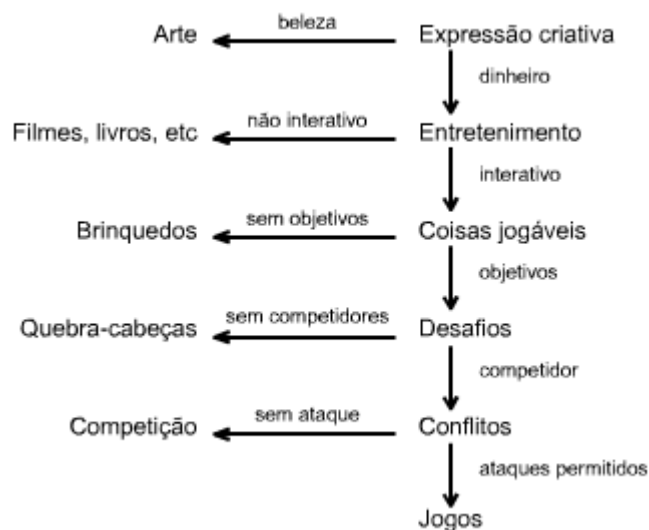 Arte
beleza
Expressão criativa
dinheiro
Filmes, livros, etc
não interativo
Entretenimento
interativo
Brinquedos
sem objetivos
Coisas jogáveis
objetivos
Quebra-cabeças
sem competidores
Desafios
competidor
Competição
sem ataque
Conflitos
ataques permitidos
Jogos